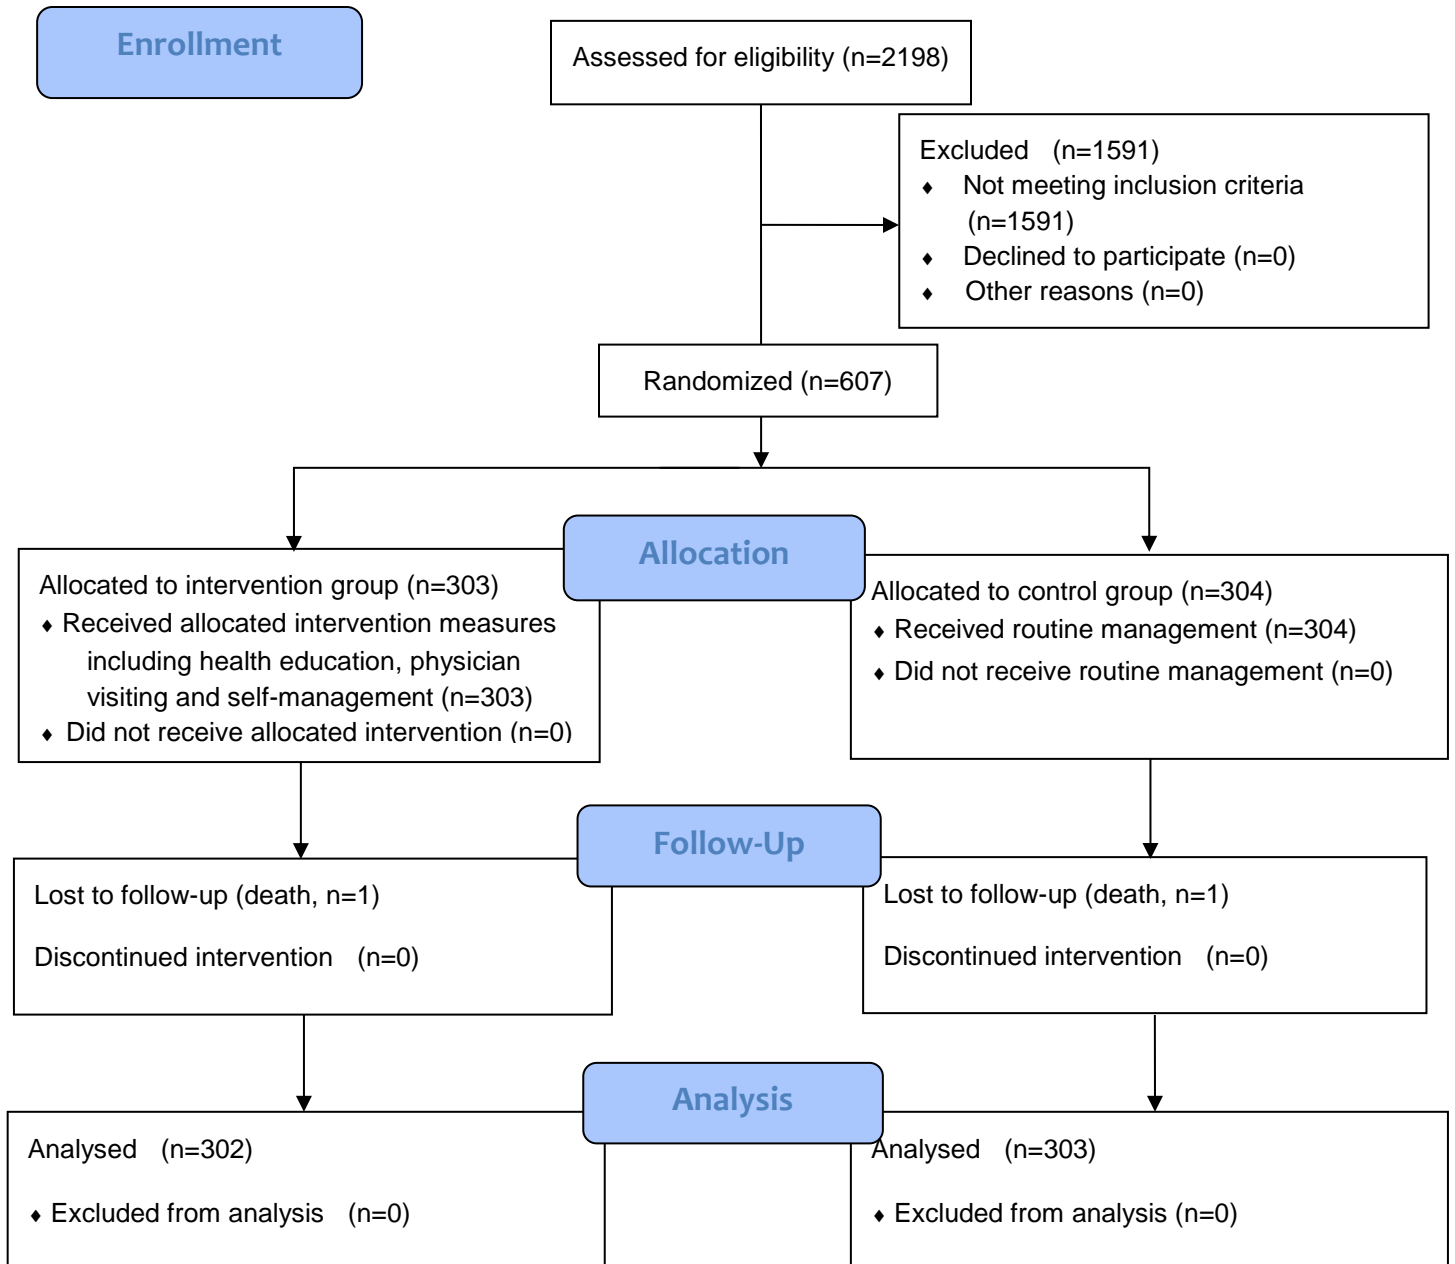 Enrollment
Assessed for eligibility (n=2198)
Excluded (n=1591)
♦ Not meeting inclusion criteria
(n=1591)
♦ Declined to participate (n=0)
♦ Other reasons (n=0)
Randomized (n=607)
Allocation
Allocated to intervention group (n=303)
♦ Received allocated intervention measures
including health education, physician
visiting and self-management (n=303)
♦ Did not receive allocated intervention (n=0)
Allocated to control group (n=304)
♦ Received routine management (n=304)
♦ Did not receive routine management (n=0)
Follow-Up
Lost to follow-up (death, n=1)
Discontinued intervention (n=0)
Lost to follow-up (death, n=1)
Discontinued intervention (n=0)
Analysis
Analysed (n=302)
♦ Excluded from analysis (n=0)
Analysed (n=303)
♦ Excluded from analysis (n=0)